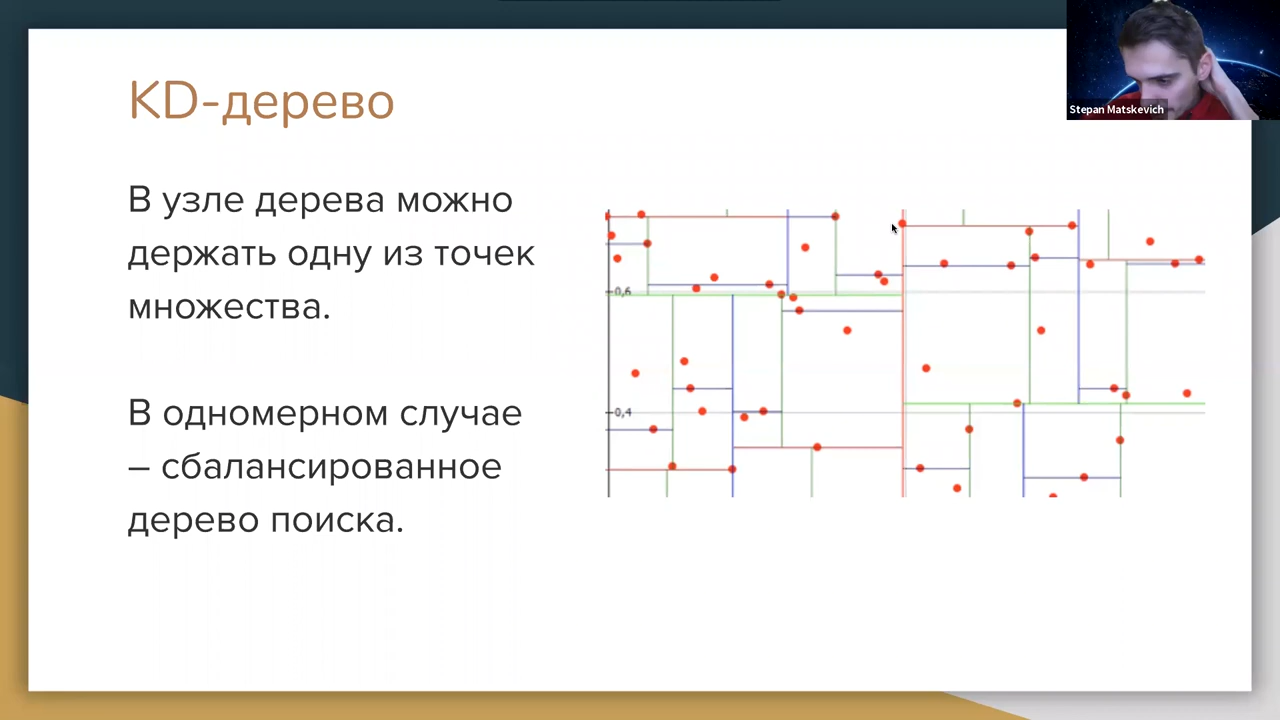 KD-дерево
Stepan Matskevich
В узле дерева можно
держать одну из точек
множества.
В одномерном случае
– сбалансированное
дерево поиска.
0,6
0,4